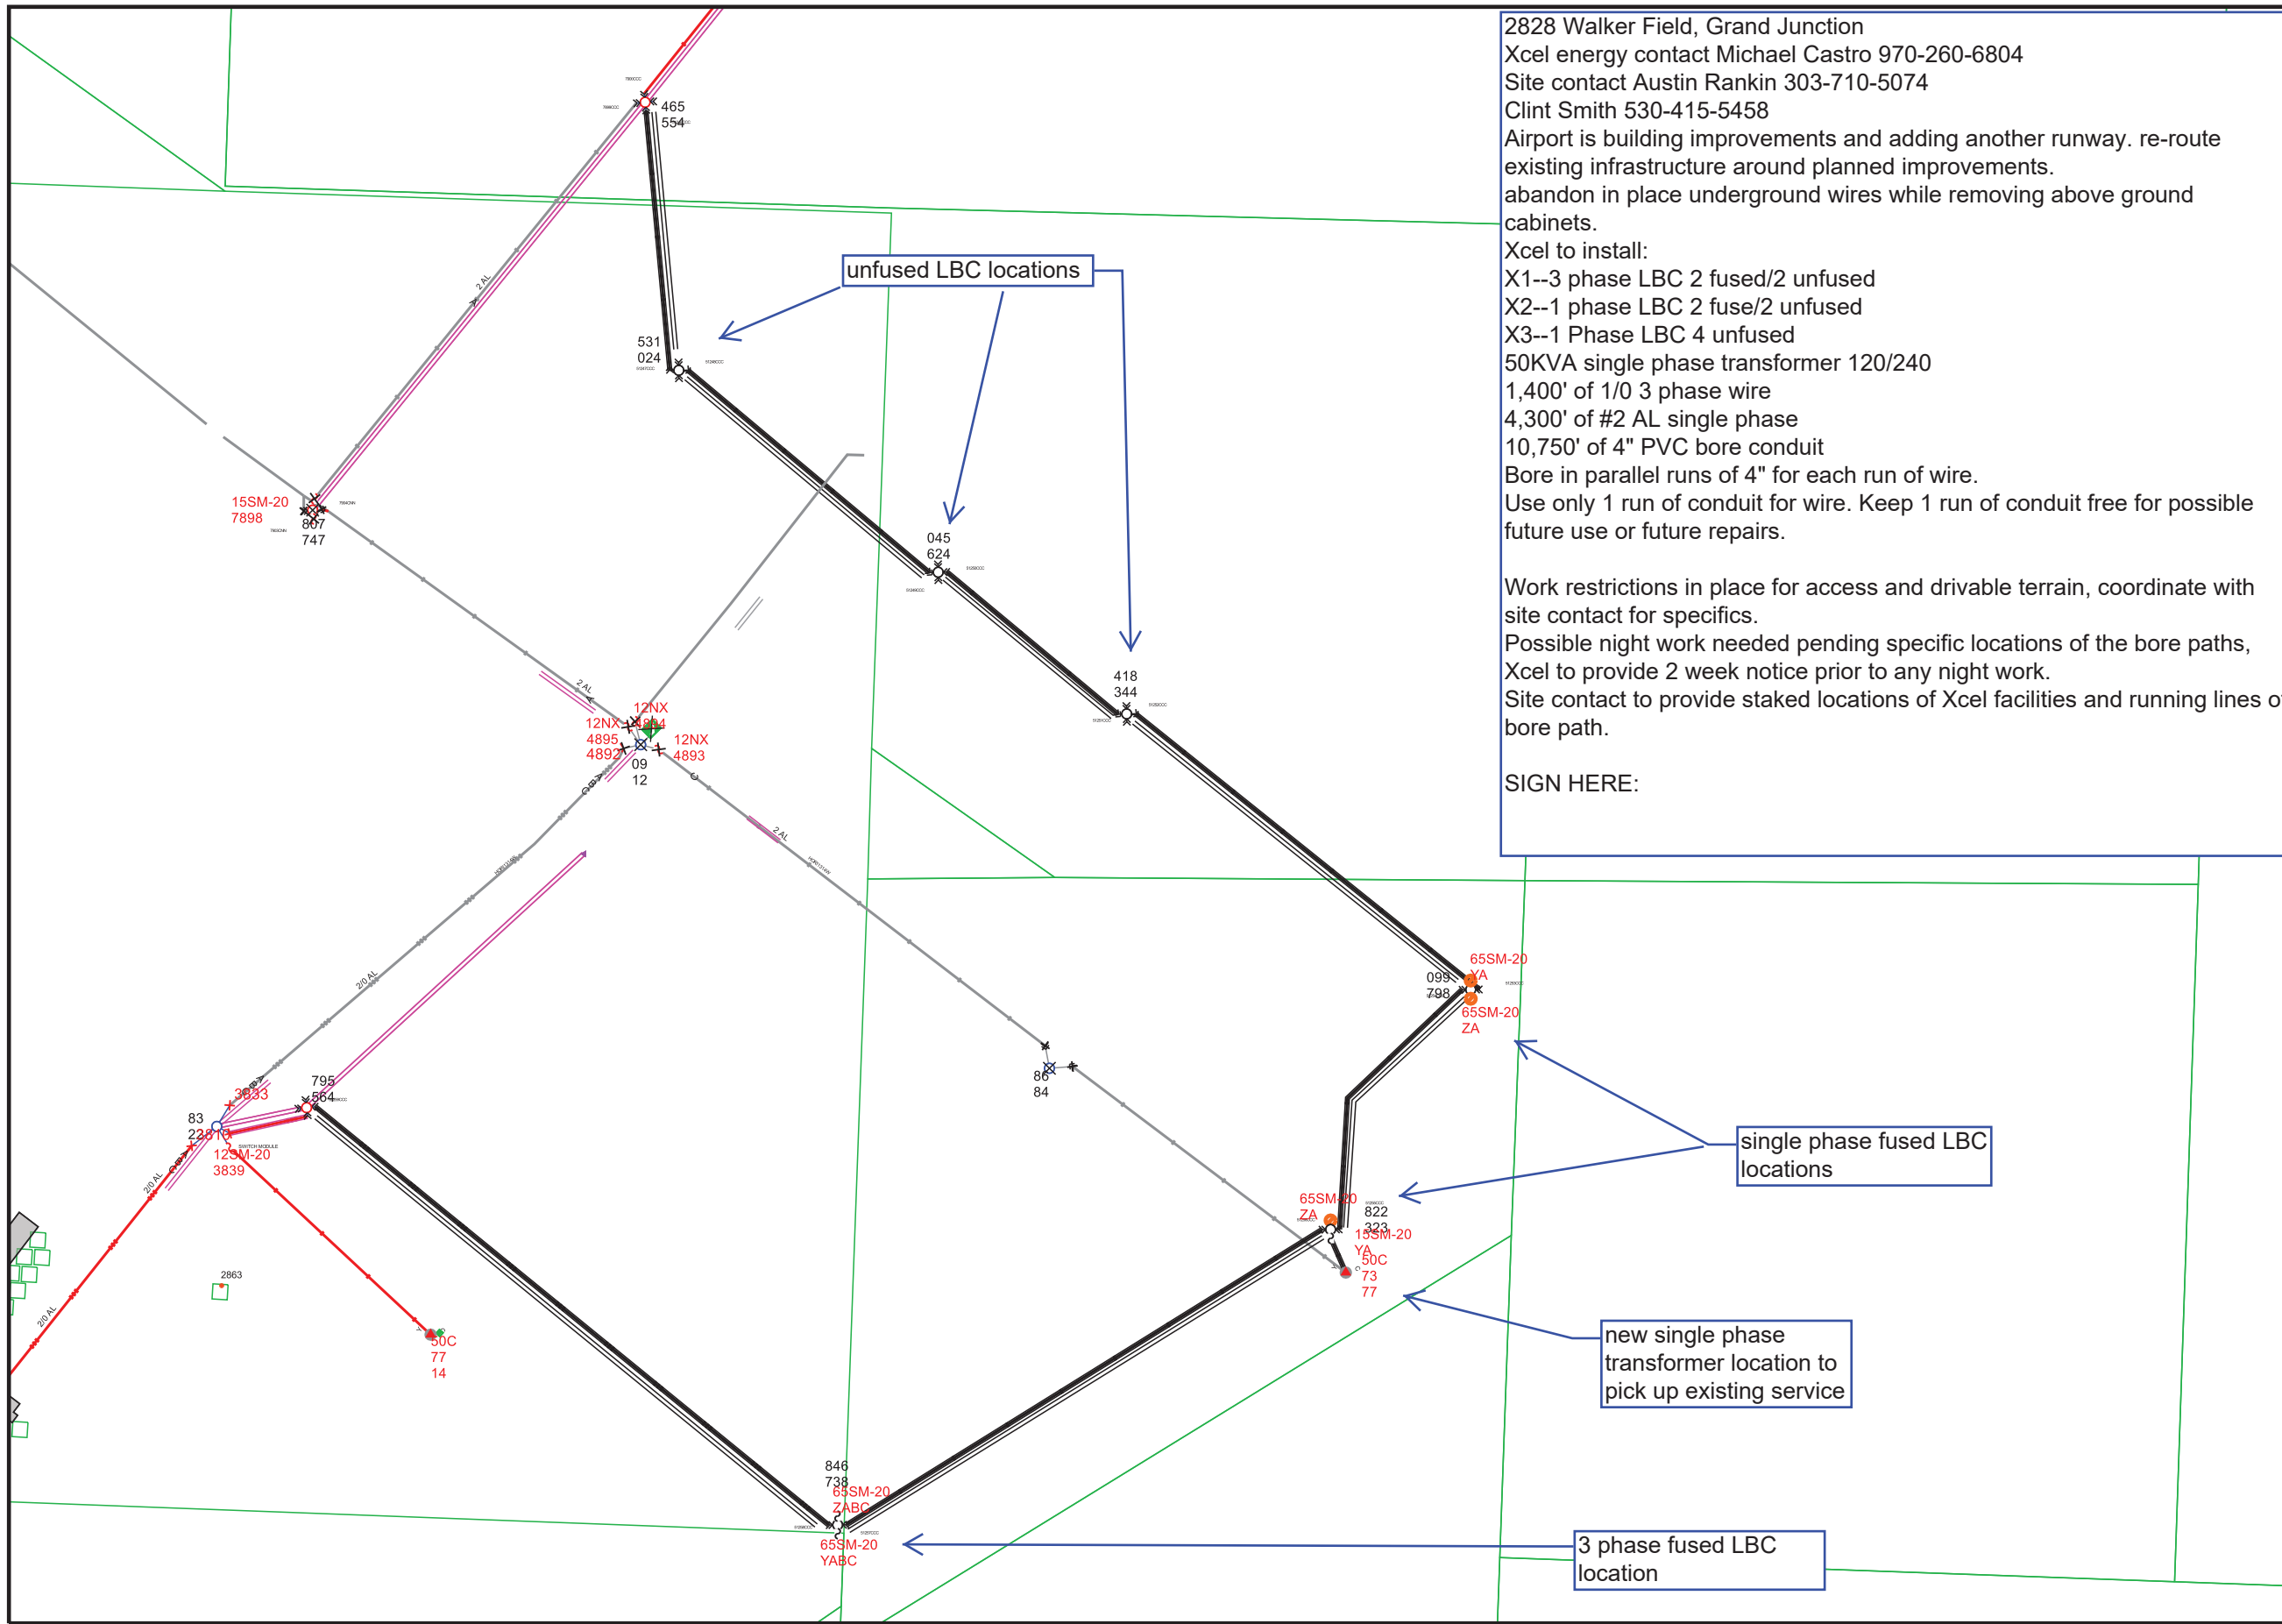 2828 Walker Field, Grand Junction
Xcel energy contact Michael Castro 970-260-6804
Site contact Austin Rankin 303-710-5074
Clint Smith 530-415-5458
Airport is building improvements and adding another runway. re-route
existing infrastructure around planned improvements.
abandon in place underground wires while removing above ground
cabinets.
Xcel to install:
X1--3 phase LBC 2 fused/2 unfused
X2--1 phase LBC 2 fuse/2 unfused
X3--1 Phase LBC 4 unfused
50KVA single phase transformer 120/240
1,400' of 1/0 3 phase wire
4,300' of #2 AL single phase
10,750' of 4" PVC bore conduit
Bore in parallel runs of 4" for each run of wire.
Use only 1 run of conduit for wire. Keep 1 run of conduit free for possible
future use or future repairs.
Work restrictions in place for access and drivable terrain, coordinate with
site contact for specifics.
Possible night work needed pending specific locations of the bore paths,
Xcel to provide 2 week notice prior to any night work.
Site contact to provide staked locations of Xcel facilities and running lines of
bore path.
SIGN HERE:
465
554
unfused LBC locations
2 AL
A
531
024
15SM-20
7898
807
747
045
624
418
344
2 AL
A
12NX
4894
12NX
4895
4892
12NX
4893
09
12
ABC
C
2 AL
2/0 AL
65SM-20
YA
099
798
65SM-20
ZA
86
84
795
564
3833
ABC
83
22
2813
SWITCH MODULE
12SM-20
3839
ABC
2/0 AL
single phase fused LBC
locations
65SM-20
ZA
822
323
15SM-20
YA
50C
73
77
2863
2/0 AL
50C
77
14
new single phase
transformer location to
pick up existing service
846
738
65SM-20
ZABC
65SM-20
YABC
3 phase fused LBC
location